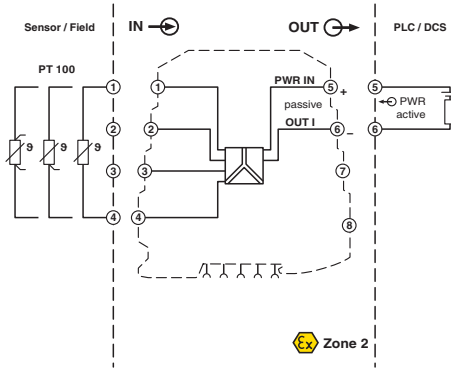 Sensor / Field
IN
OUT
PLC / DCS
PT 100
1
2
3
4
ϑ
ϑ
ϑ
1
2
3
4
PWR IN
passive
OUT I
5
+
6
–
7
8
5
6
PWR
active
Ex
Zone 2